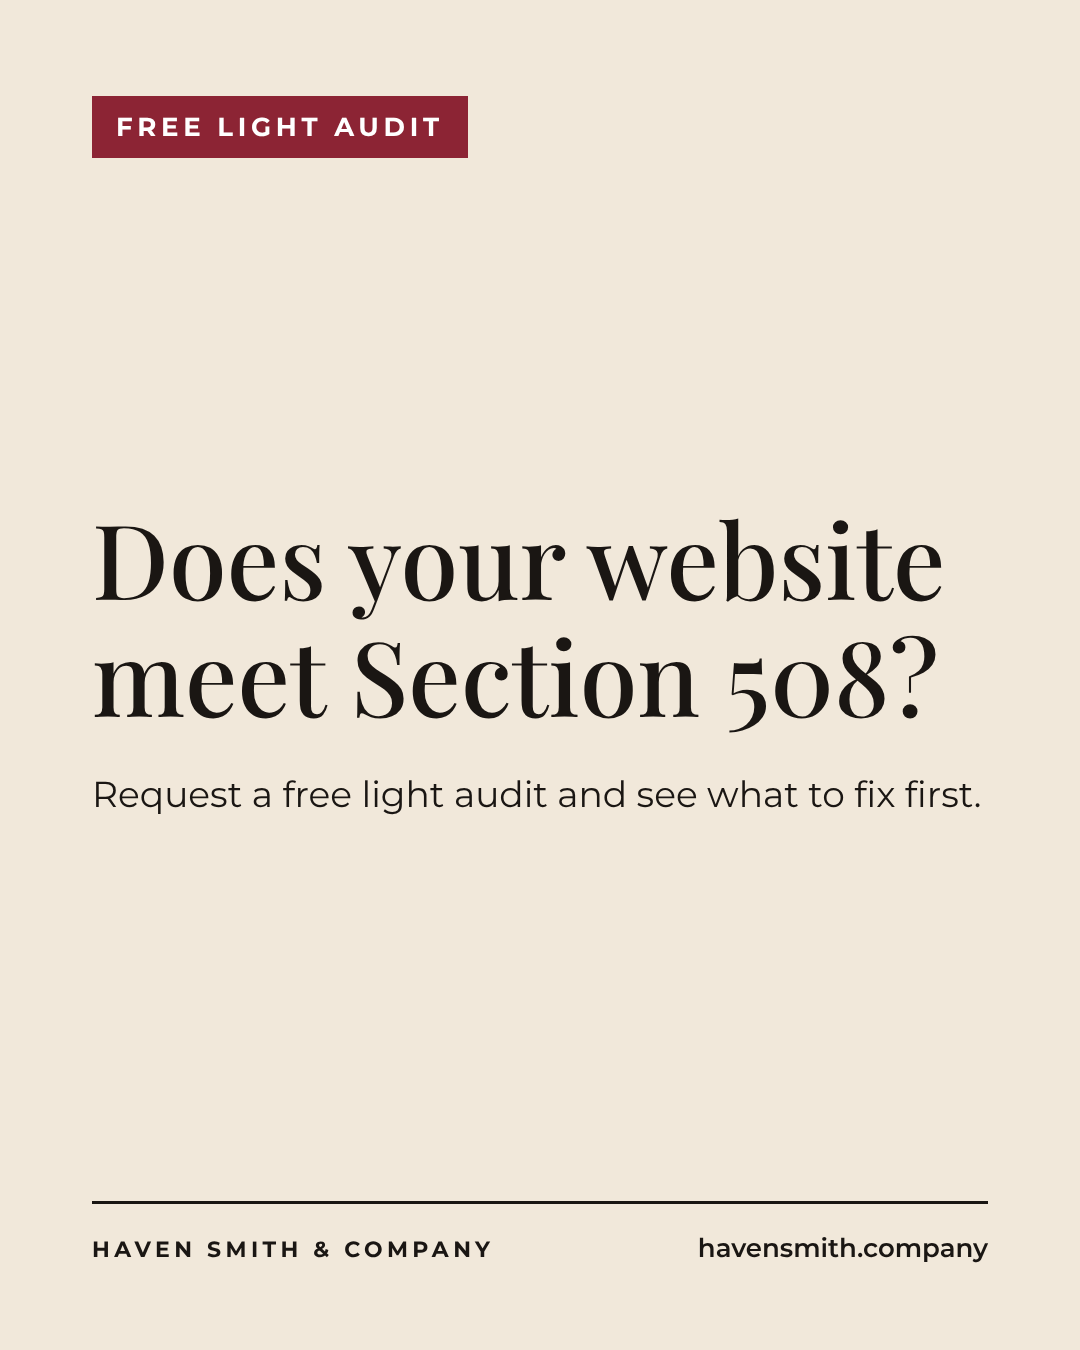 FREE LIGHT AUDIT
Does your website
meet Section 508?
Request a free light audit and see what to fix first.
HAVEN SMITH & COMPANY
havensmith.company